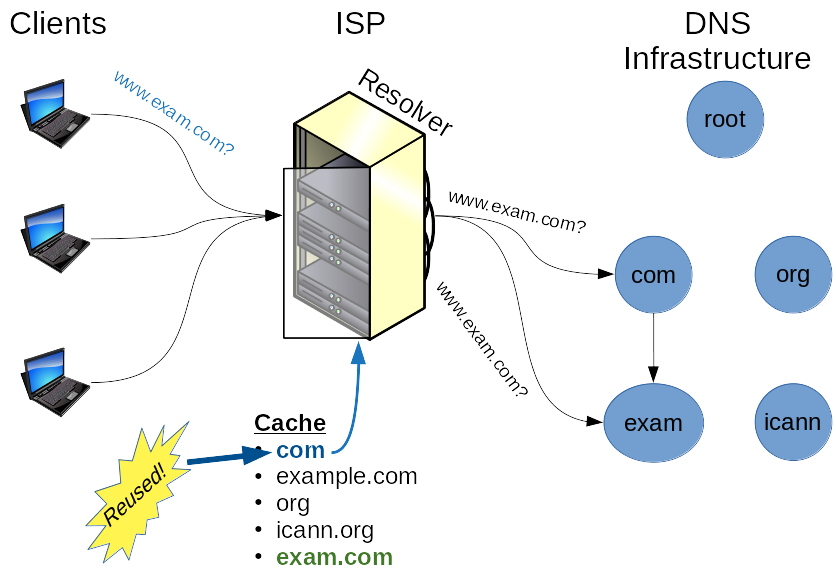 Clients
ISP
DNS
Infrastructure
www.exam.com?
Resolver
root
www.exam.com?
com
org
www.exam.com?
exam
icann
Cache
• com
• example.com
• org
• icann.org
• exam.com
Reused!